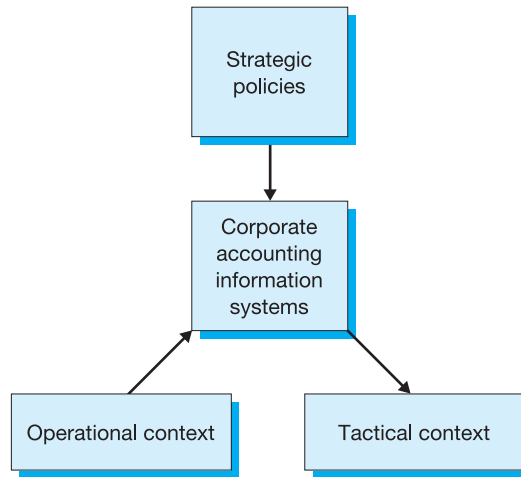 Strategic
policies
Corporate
accounting
information
systems
Operational context
Tactical context